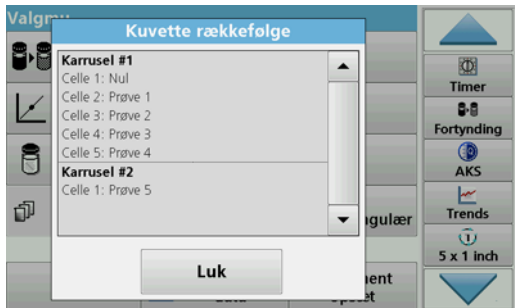 Valgm
Kuvette rækkefølge
Karrusel #1
Celle 1: Nul
Celle 2: Prøve 1
Celle 3: Prøve 2
Celle 4: Prøve 3
Celle 5: Prøve 4
Karrusel #2
Celle 1: Prøve 5
Luk
Timer
Fortynding
AKS
Trends
5 x 1 inch